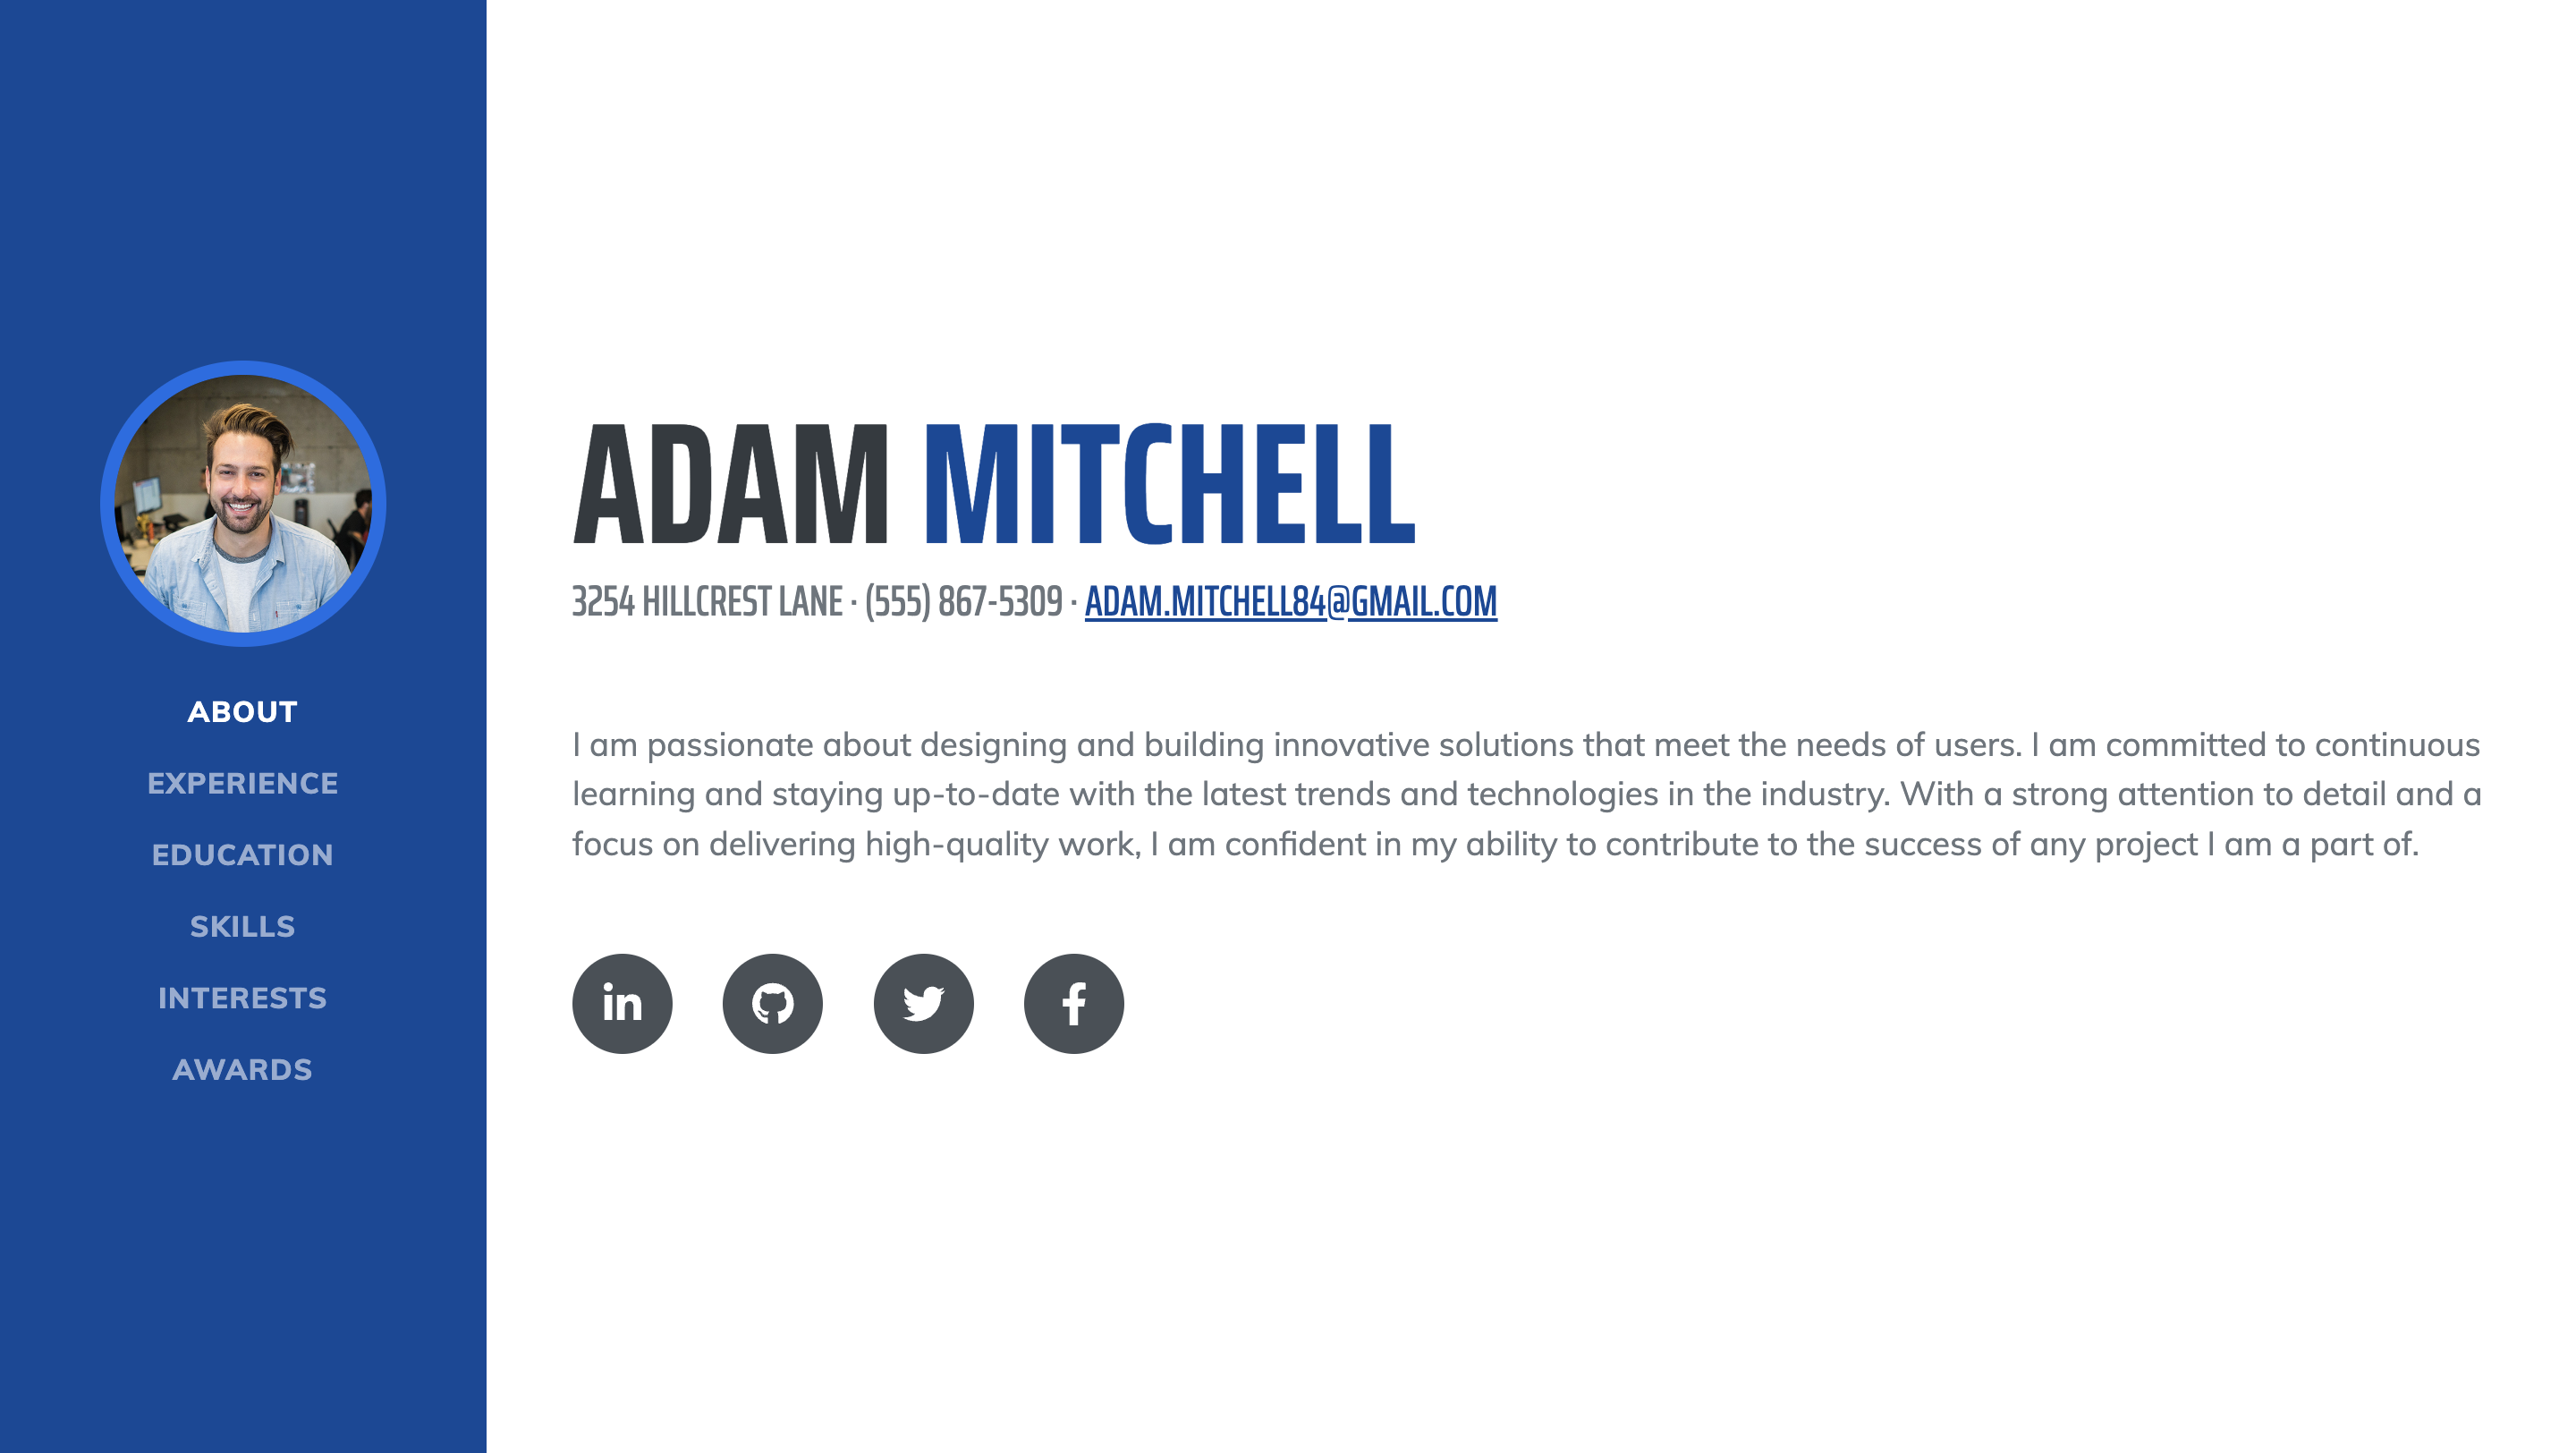 ABOUT
EXPERIENCE
EDUCATION
SKILLS
INTERESTS
AWARDS
ADAM MITCHELL
3254 HILLCREST LANE · (555) 867-5309 · ADAM.MITCHELL84@GMAIL.COM
I am passionate about designing and building innovative solutions that meet the needs of users. I am committed to continuous
learning and staying up-to-date with the latest trends and technologies in the industry. With a strong attention to detail and a
focus on delivering high-quality work, I am confident in my ability to contribute to the success of any project I am a part of.
in
f